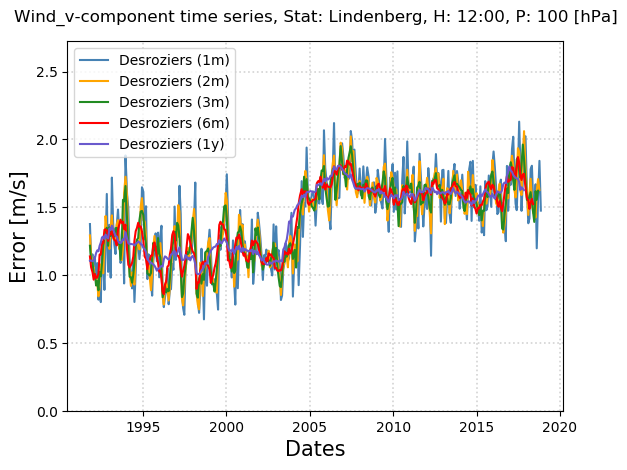 Wind_v-component time series, Stat: Lindenberg, H: 12:00, P: 100 [hPa]
Desroziers (1m)
Desroziers (2m)
Desroziers (3m)
Desroziers (6m)
Desroziers (1y)
Error [m/s]
2.5
2.0
1.5
1.0
0.5
0.0
1995 2000 2005 2010 2015 2020
Dates